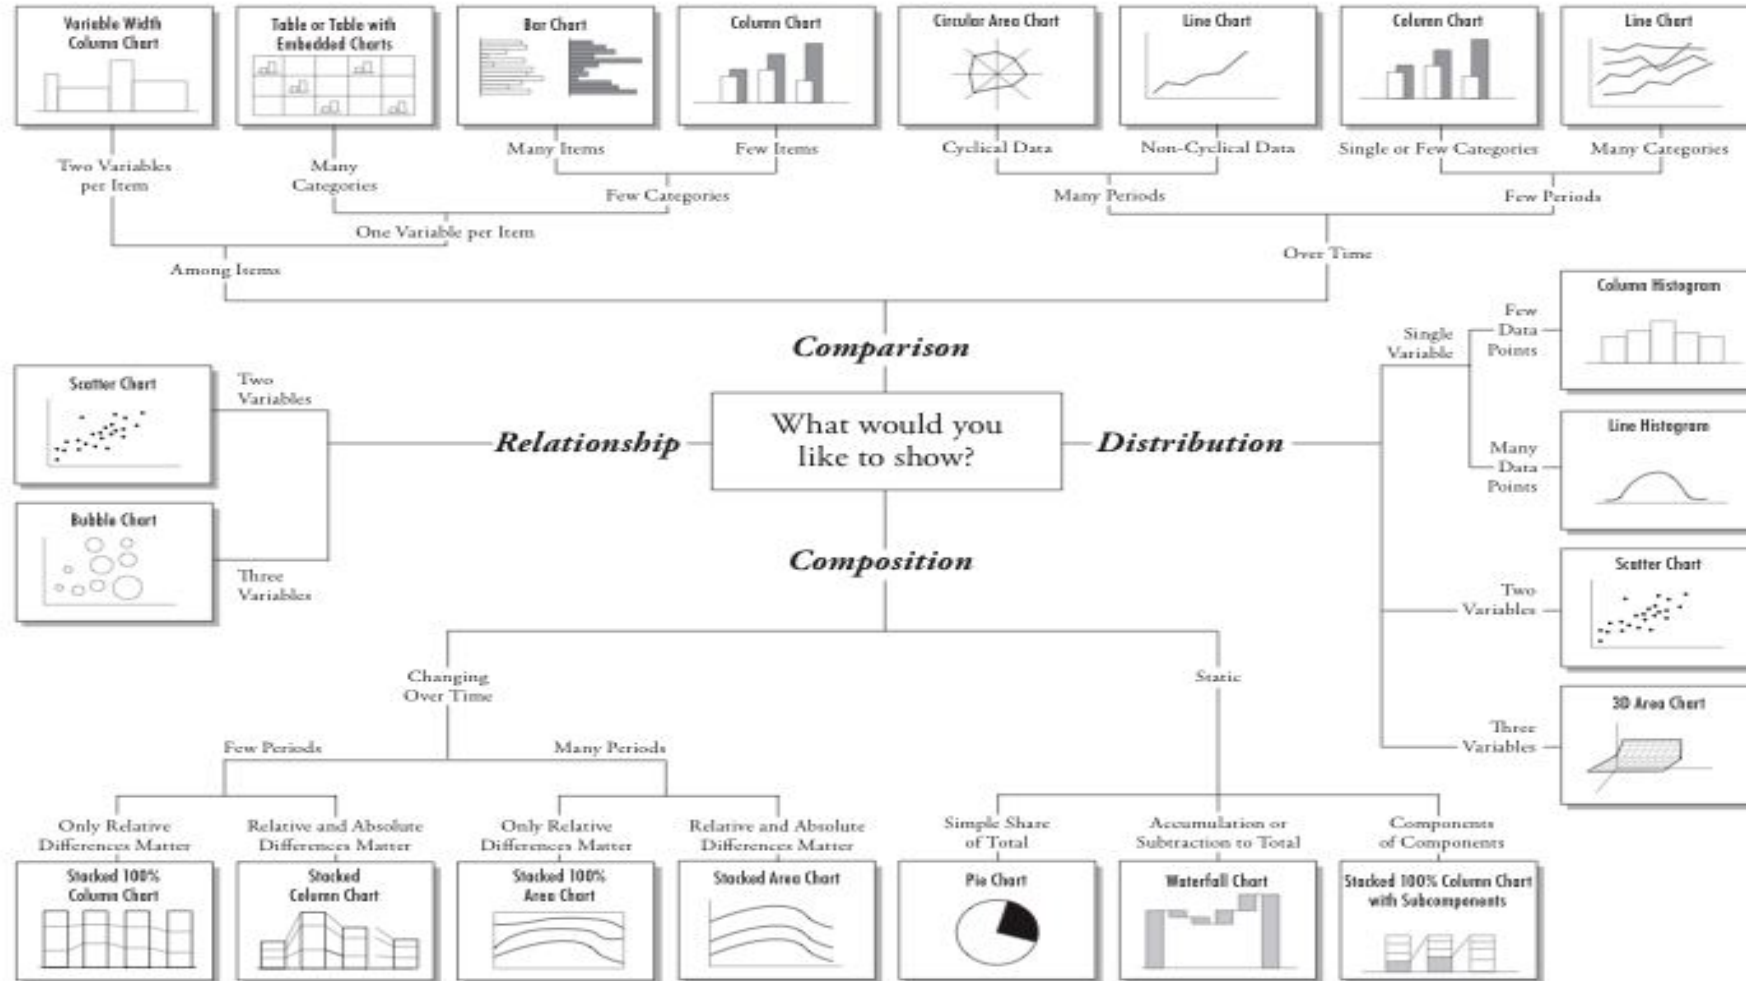 Variable Width
Column Chart
Table or Table with
Embedded Charts
Bar Chart
Column Chart
Circular Area Chart
Line Chart
Column Chart
Line Chart
Two Variables
per Item
Many
Categories
Many Items
Few Items
Cyclical Data
Non-Cyclical Data
Single or Few Categories
Many Categories
Few Categories
Many Periods
Few Periods
One Variable per Item
Among Items
Over Time
Comparison
What would you
like to show?
Relationship
Two
Variables
Scatter Chart
Three
Variables
Bubble Chart
Distribution
Single
Variable
Few
Data
Points
Column Histogram
Many
Data
Points
Line Histogram
Two
Variables
Scatter Chart
Three
Variables
3D Area Chart
Composition
Changing
Over Time
Static
Few Periods
Many Periods
Only Relative
Differences Matter
Relative and Absolute
Differences Matter
Only Relative
Differences Matter
Relative and Absolute
Differences Matter
Simple Share
of Total
Accumulation or
Subtraction to Total
Components
of Components
Stacked 100%
Column Chart
Stacked
Column Chart
Stacked 100%
Area Chart
Stacked Area Chart
Pie Chart
Waterfall Chart
Stacked 100% Column Chart
with Subcomponents